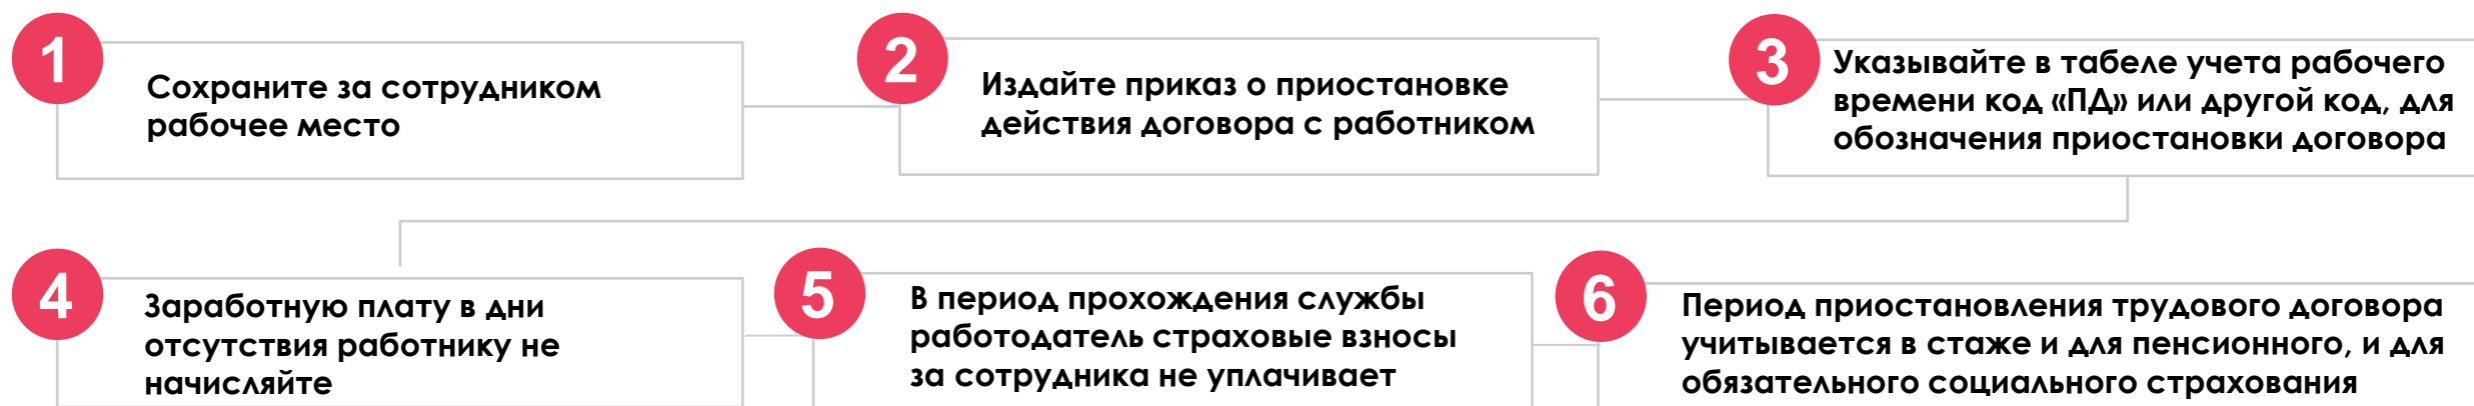 1
Сохраните за сотрудником
рабочее место
2
Издайте приказ о приостановке
действия договора с работником
3
Указывайте в табеле учета рабочего
времени код «ПД» или другой код, для
обозначения приостановки договора
4
Заработную плату в дни
отсутствия работнику не
начисляйте
5
В период прохождения службы
работодатель страховые взносы
за сотрудника не уплачивает
6
Период приостановления трудового договора
учитывается в стаже и для пенсионного, и для
обязательного социального страхования